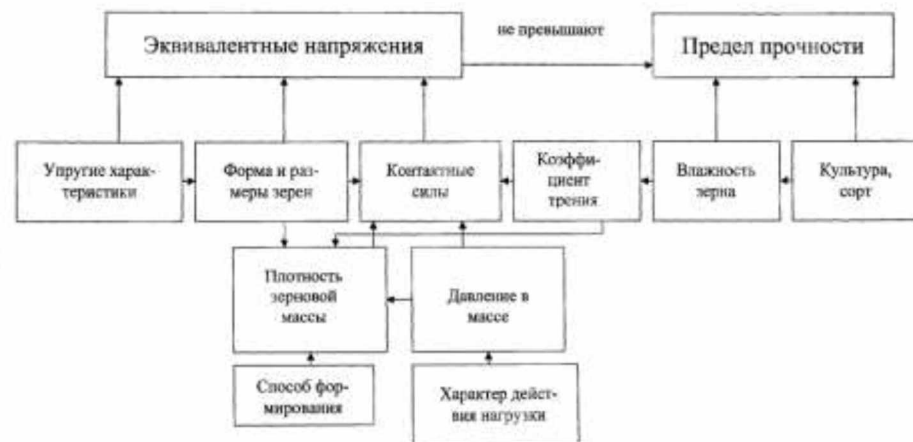 Эквивалентные напряжения
не превышают
Предел прочности
Упругие харак-
теристики
Форма и раз-
меры зерен
Контактные
силы
Коэффи-
циент
трения
Влажность
зерна
Культура,
сорт
Плотность
зерновой
массы
Давление в
массе
Способ фор-
мирования
Характер дейст-
вия нагрузки